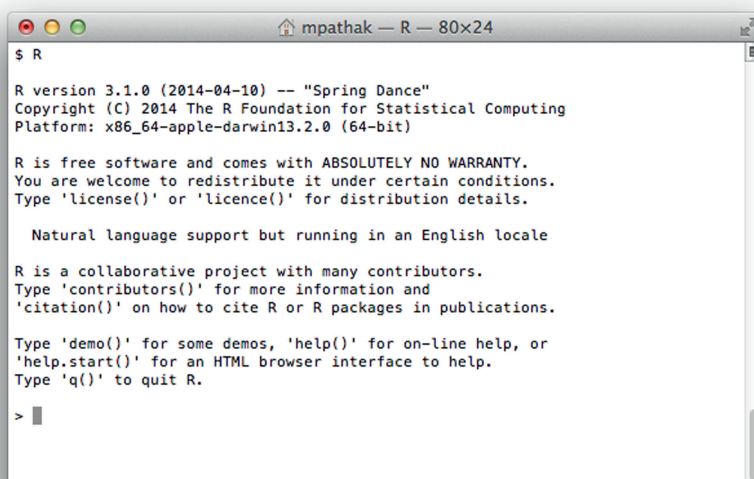 mpathak — R — 80×24
$ R
R version 3.1.0 (2014-04-10) -- "Spring Dance"
Copyright (C) 2014 The R Foundation for Statistical Computing
Platform: x86_64-apple-darwin13.2.0 (64-bit)
R is free software and comes with ABSOLUTELY NO WARRANTY.
You are welcome to redistribute it under certain conditions.
Type 'license()' or 'licence()' for distribution details.
Natural language support but running in an English locale
R is a collaborative project with many contributors.
Type 'contributors()' for more information and
'citation()' on how to cite R or R packages in publications.
Type 'demo()' for some demos, 'help()' for on-line help, or
'help.start()' for an HTML browser interface to help.
Type 'q()' to quit R.
>